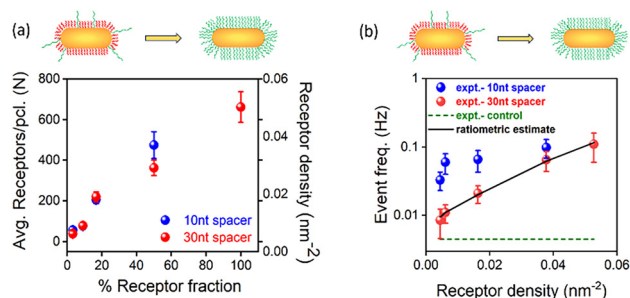 (a)
Avg. Receptors/pcl. (N)
800
600
400
200
0
0.06
0.04
0.02
0.00
Receptor density (nm-2)
10nt spacer
30nt spacer
0 20 40 60 80 100
% Receptor fraction
(b)
Event freq. (Hz)
1
0.1
0.01
expt.- 10nt spacer
expt.- 30nt spacer
expt.- control
ratiometric estimate
0.00 0.02 0.04 0.06
Receptor density (nm-2)